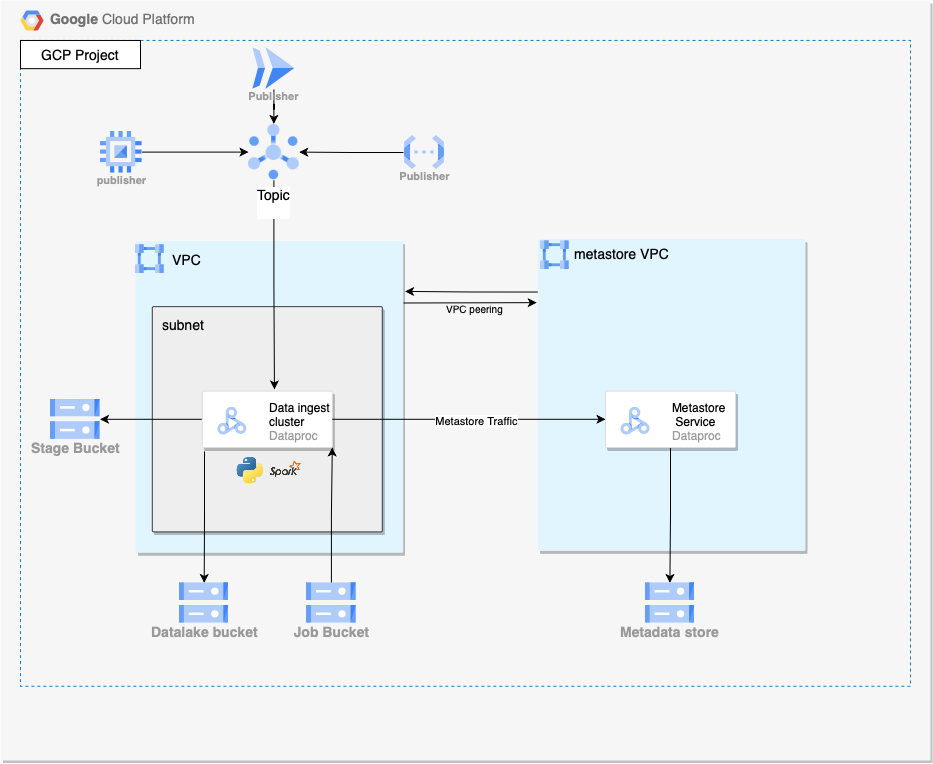 Google Cloud Platform
GCP Project
Publisher
publisher
Publisher
Topic
VPC
metastore VPC
VPC peering
subnet
Data ingest
cluster
Dataproc
Metastore Traffic
Metastore
Service
Dataproc
Stage Bucket
Spark
Datalake bucket
Job Bucket
Metadata store